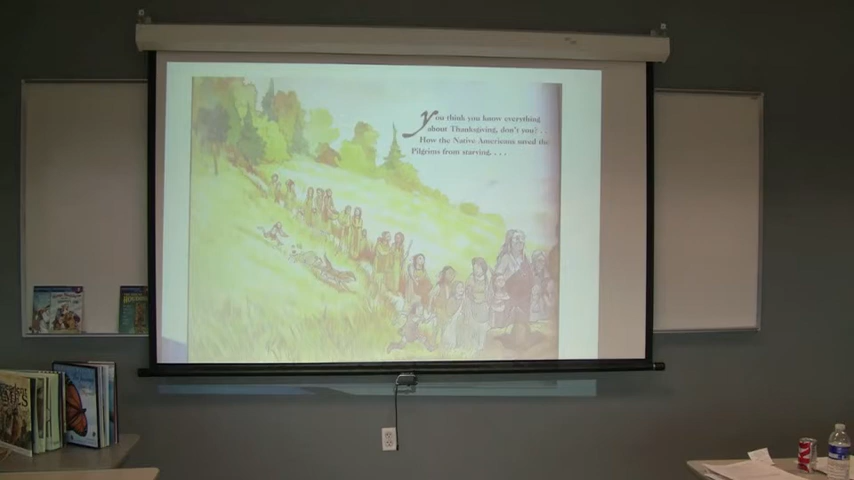 You think you know everything
about Thanksgiving, don't you? . .
How the Native Americans saved the
Pilgrims from starving. . . .